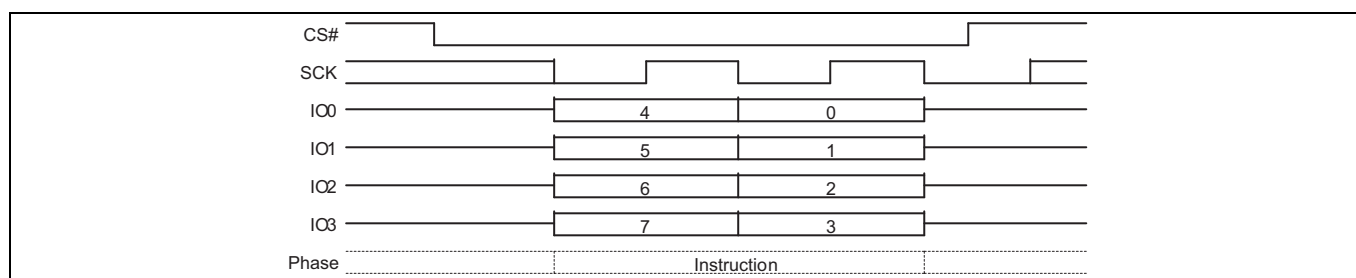 CS#
SCK
IO0 4 0
IO1 5 1
IO2 6 2
IO3 7 3
Phase Instruction